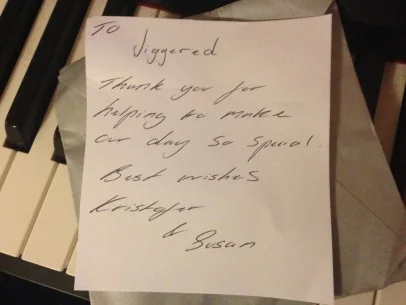 To
Jiggered
Thank you for
helping to make
our day so special.
Best wishes
Kristofer
& Susan